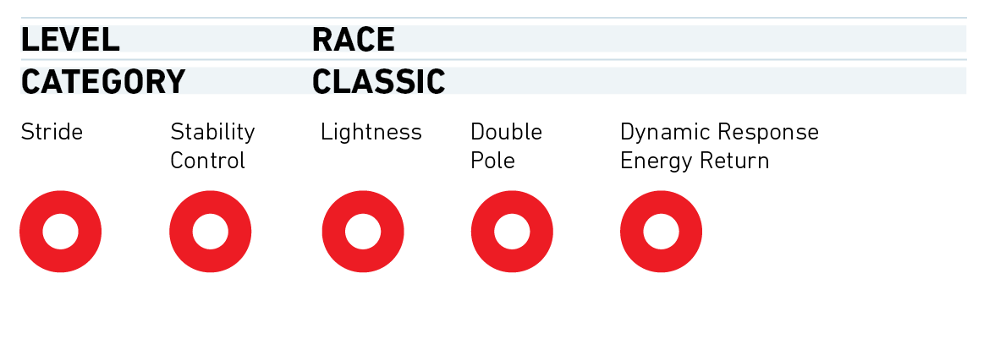 LEVEL RACE
CATEGORY CLASSIC
Stride Stability Lightness Double Dynamic Response
Control Pole Energy Return